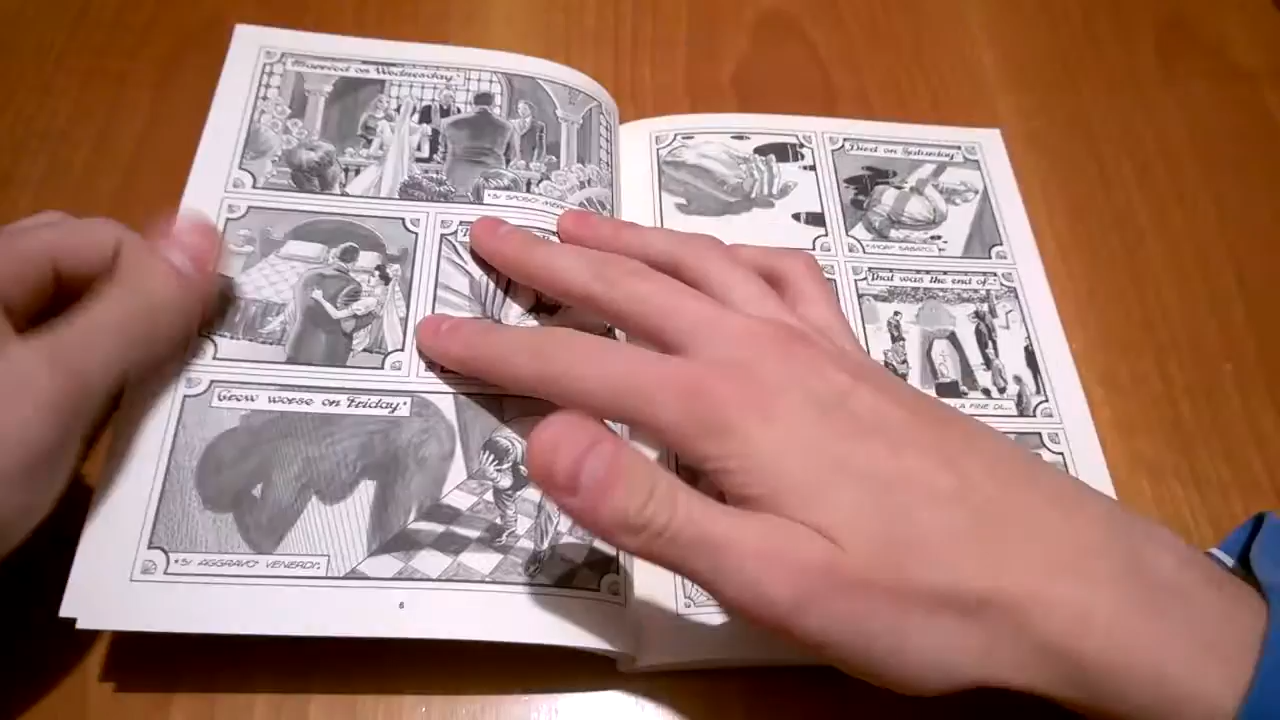 Married on Wednesday*
*SI SPOSO'
Grew worse on Friday.*
*SI AGGRAVO' VENERDI'.
6
Died on Saturday*
*MORI' SABATO.
That was the end of...*
LA FINE DI...